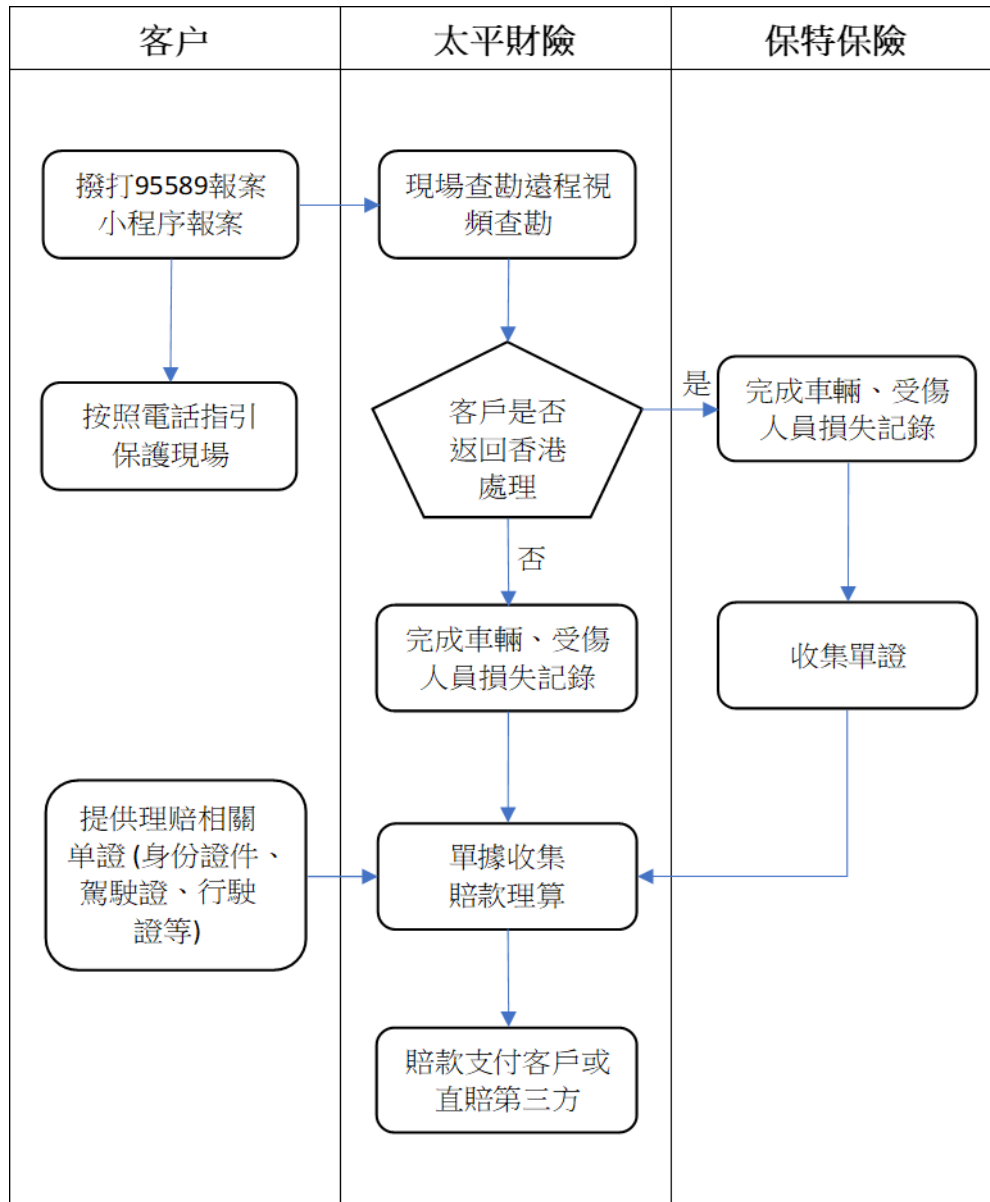 客户
太平財險
保特保險
撥打95589報案
小程序報案
現場查勘遠程視
頻查勘
按照電話指引
保護現場
客戶是否
返回香港
處理
是
完成車輛、受傷
人員損失記錄
否
完成車輛、受傷
人員損失記錄
收集單證
提供理赔相關
单證 (身份證件、
駕駛證、行駛
證等)
單據收集
賠款理算
賠款支付客戶或
直賠第三方